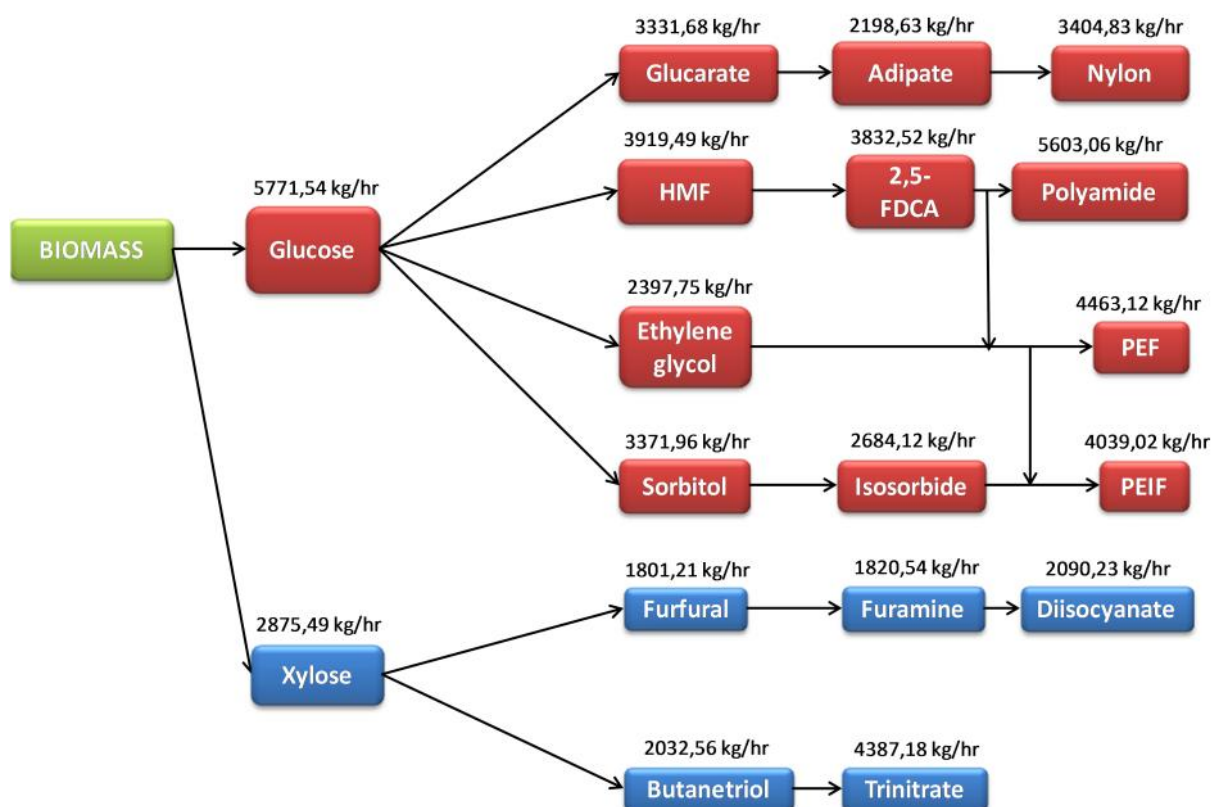 3331,68 kg/hr
2198,63 kg/hr
3404,83 kg/hr
Glucarate
Adipate
Nylon
3919,49 kg/hr
3832,52 kg/hr
5603,06 kg/hr
5771,54 kg/hr
HMF
2,5-
FDCA
Polyamide
BIOMASS
Glucose
2397,75 kg/hr
4463,12 kg/hr
Ethylene
glycol
PEF
3371,96 kg/hr
2684,12 kg/hr
4039,02 kg/hr
Sorbitol
Isosorbide
PEIF
1801,21 kg/hr
1820,54 kg/hr
2090,23 kg/hr
Furfural
Furamine
Diisocyanate
2875,49 kg/hr
Xylose
2032,56 kg/hr
4387,18 kg/hr
Butanetriol
Trinitrate